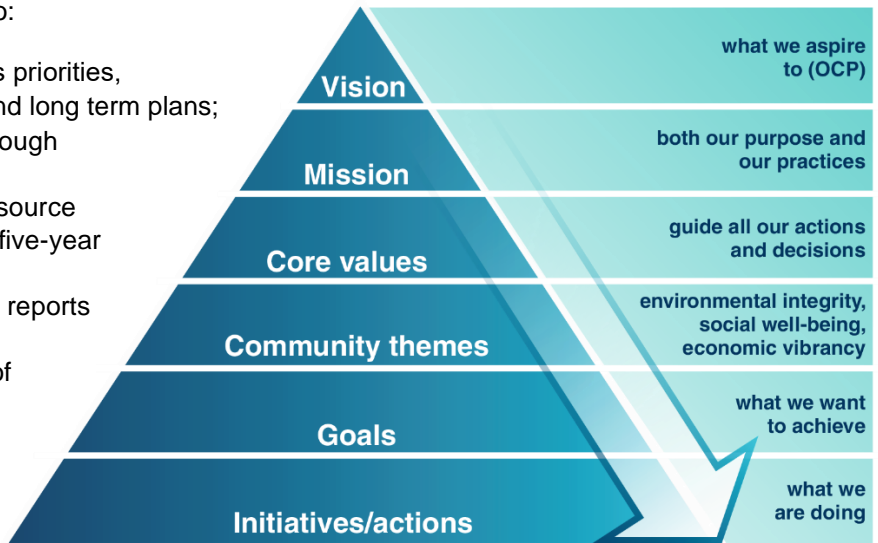 o:
s priorities,
nd long term plans;
ough
source
five-year
reports
of
Vision
what we aspire
to (OCP)
Mission
both our purpose and
our practices
Core values
guide all our actions
and decisions
Community themes
environmental integrity,
social well-being,
economic vibrancy
Goals
what we want
to achieve
Initiatives/actions
what we
are doing